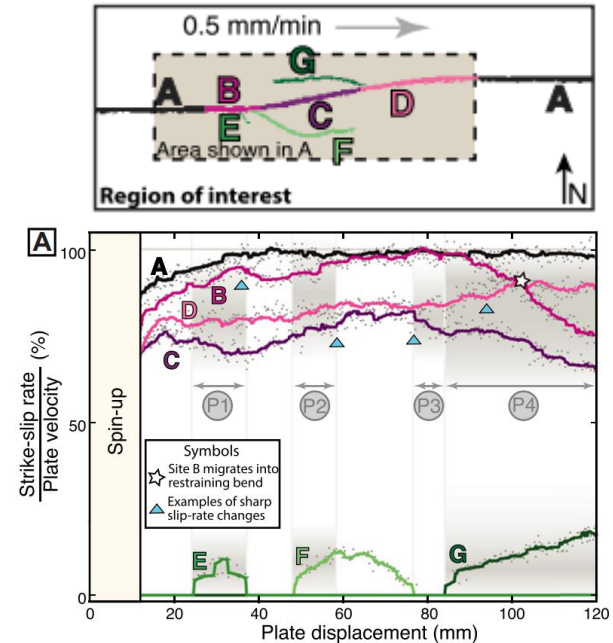 0.5 mm/min
G
A
B
C
D
A
E
F
Area shown in A
Region of interest
N
A
100
50
0
Strike-slip rate
Plate velocity
(%)
Spin-up
A
B
D
C
P1
P2
P3
P4
Symbols
Site B migrates into
restraining bend
Examples of sharp
slip-rate changes
E
F
G
0
20
40
60
80
100
120
Plate displacement (mm)